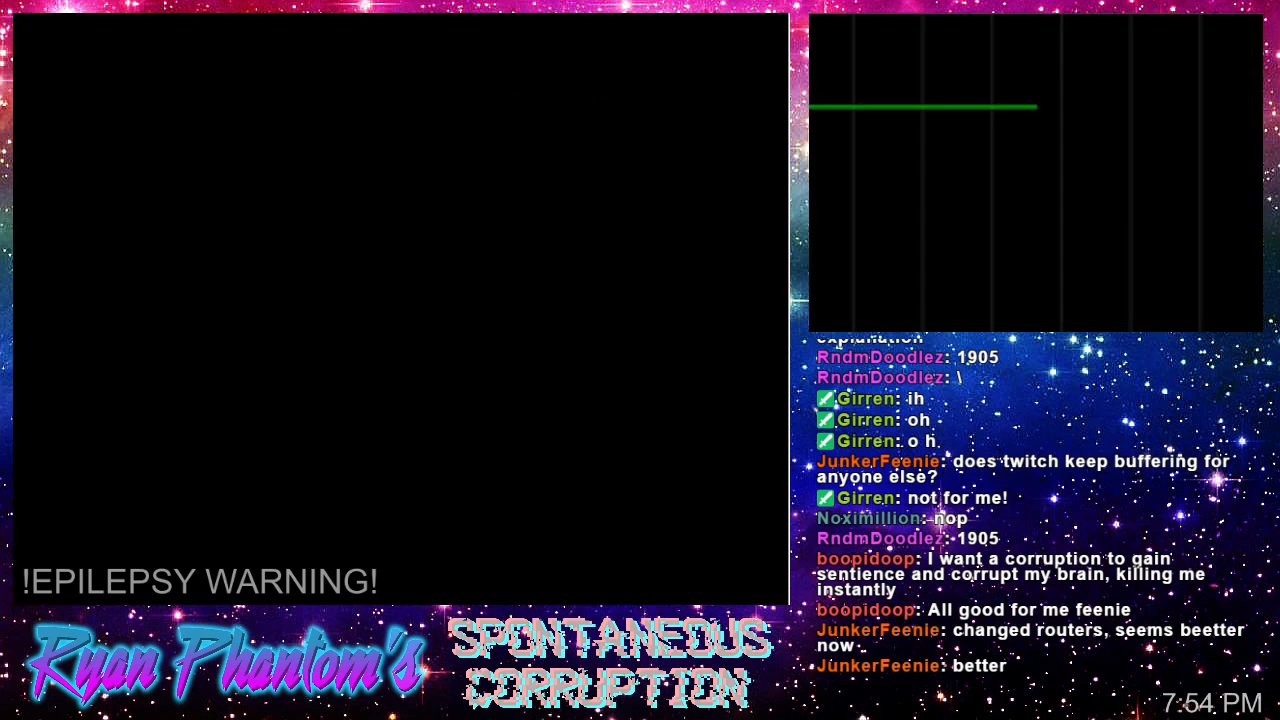 !EPILEPSY WARNING!
Ryan Phantom's
SPONTANEOUS
CORRUPTION
explanation
RndmDoodlez: 1905
RndmDoodlez: \
Girren: ih
Girren: oh
Girren: o h
JunkerFeenie: does twitch keep buffering for
anyone else?
Girren: not for me!
Noximillion: nop
RndmDoodlez: 1905
boopidoop: I want a corruption to gain
sentience and corrupt my brain, killing me
instantly
boopidoop: All good for me feenie
JunkerFeenie: changed routers, seems beetter
now
JunkerFeenie: better
7:54 PM